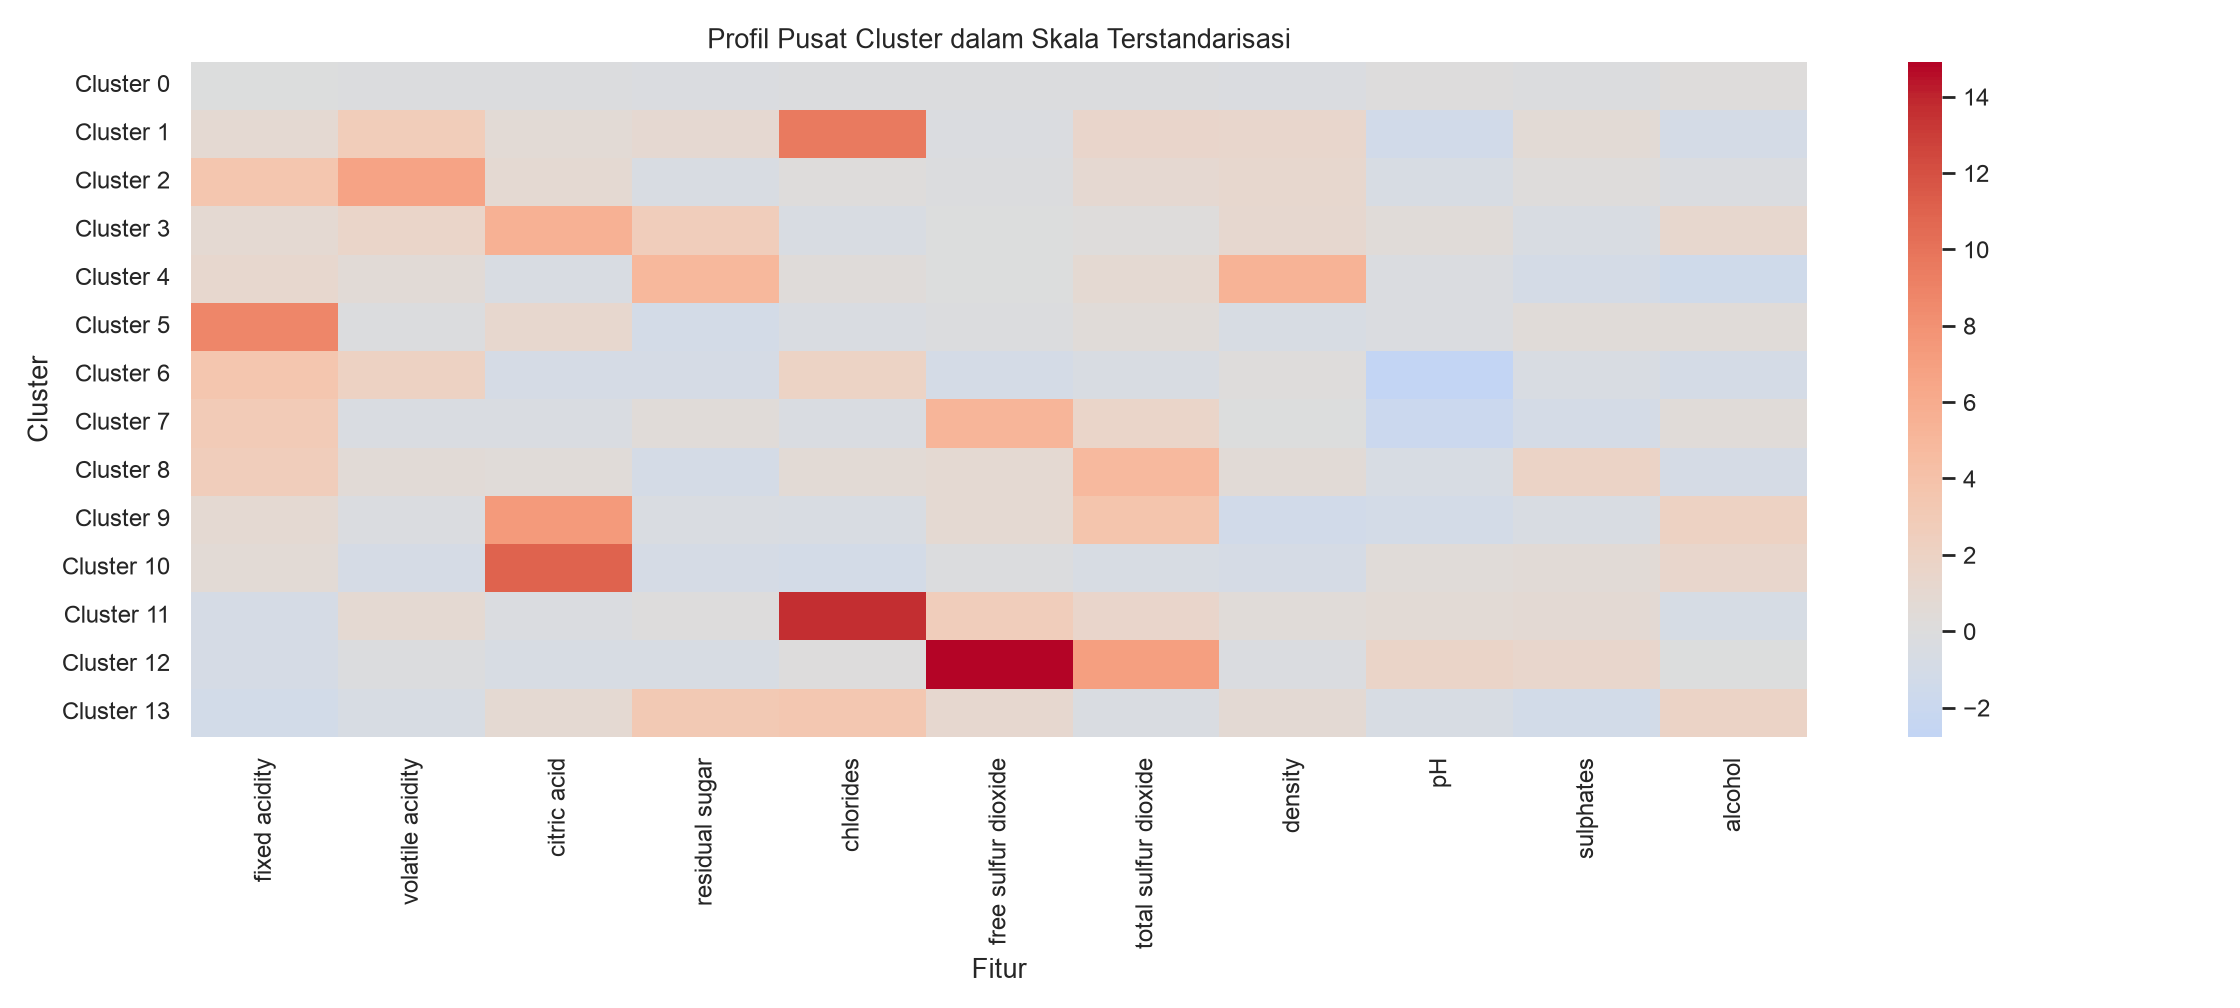 Profil Pusat Cluster dalam Skala Terstandarisasi
Cluster 0
Cluster 1
Cluster 2
Cluster 3
Cluster 4
Cluster 5
Cluster 6
Cluster 7
Cluster 8
Cluster 9
Cluster 10
Cluster 11
Cluster 12
Cluster 13
Cluster
fixed acidity
volatile acidity
citric acid
residual sugar
chlorides
free sulfur dioxide
total sulfur dioxide
density
pH
sulphates
alcohol
Fitur
14
12
10
8
6
4
2
0
−2